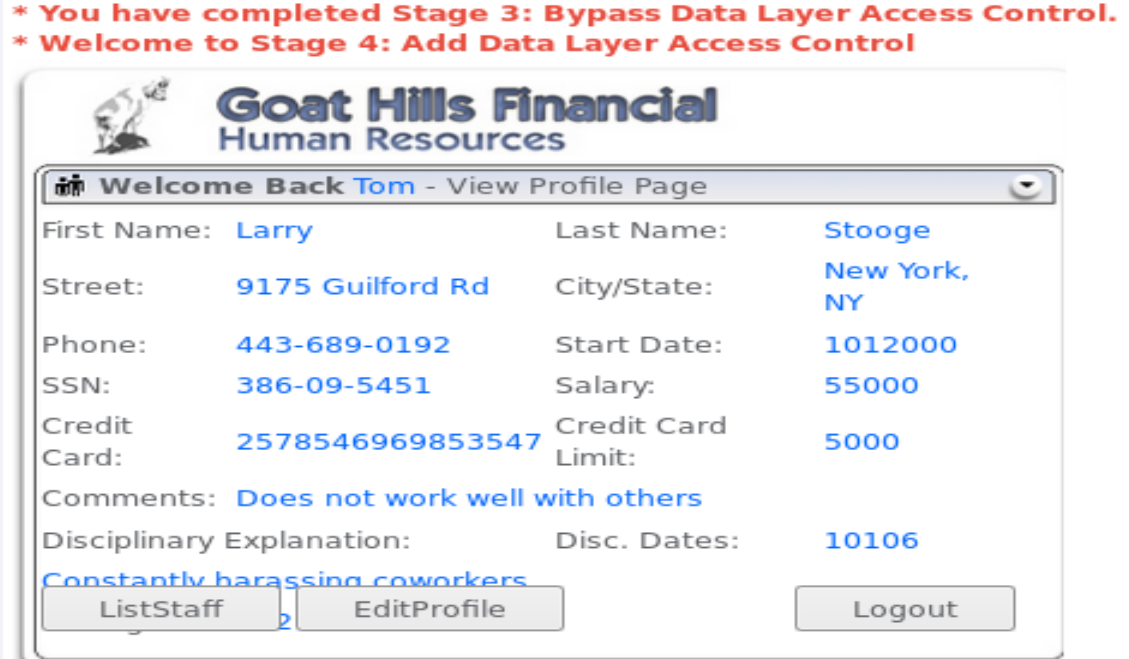 * You have completed Stage 3: Bypass Data Layer Access Control.
* Welcome to Stage 4: Add Data Layer Access Control
Goat Hills Financial
Human Resources
Welcome Back Tom - View Profile Page
First Name: Larry Last Name: Stooge
Street: 9175 Guilford Rd City/State: New York, NY
Phone: 443-689-0192 Start Date: 1012000
SSN: 386-09-5451 Salary: 55000
Credit Card: 2578546969853547 Credit Card Limit: 5000
Comments: Does not work well with others
Disciplinary Explanation: Disc. Dates: 10106
Constantly harassing coworkers
2
ListStaff EditProfile Logout